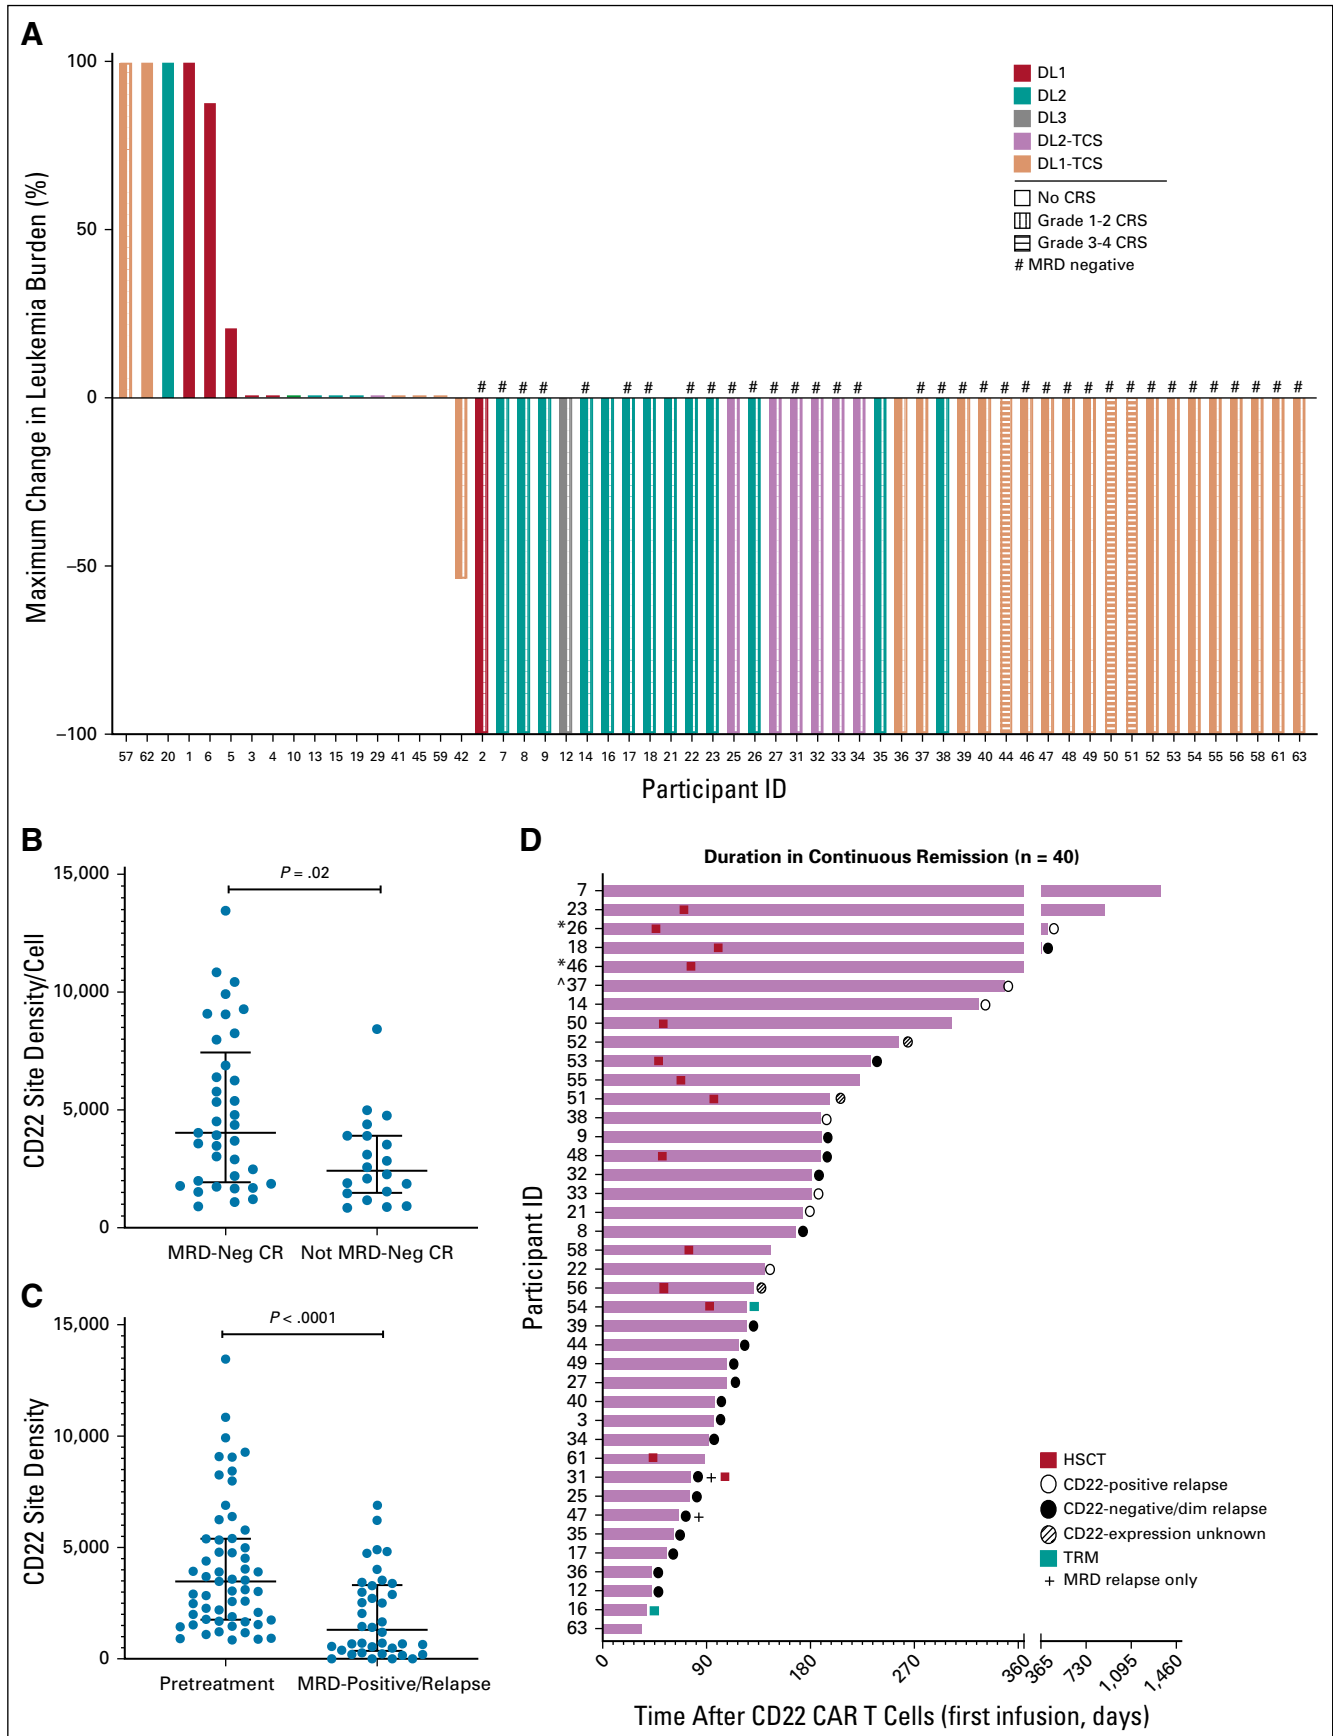 A
Maximum Change in Leukemia Burden (%)
100
50
0
−50
−100
DL1
DL2
DL3
DL2-TCS
DL1-TCS
No CRS
Grade 1-2 CRS
Grade 3-4 CRS
# MRD negative
# # # # # # # # # # # # # # # # # # # # # # # # # # # # # # # # # # #
57 62 20 1 6 5 3 4 10 13 15 19 29 41 45 59 42 2 7 8 9 12 14 16 17 18 21 22 23 25 26 27 31 32 33 34 35 36 37 38 39 40 44 46 47 48 49 50 51 52 53 54 55 56 58 61 63
Participant ID
B
CD22 Site Density/Cell
15,000
10,000
5,000
0
P = .02
MRD-Neg CR Not MRD-Neg CR
C
CD22 Site Density
15,000
10,000
5,000
0
P < .0001
Pretreatment MRD-Positive/Relapse
D
Duration in Continuous Remission (n = 40)
Participant ID
7
23
*26
18
*46
^37
14
50
52
53
55
51
38
9
48
32
33
21
8
58
22
56
54
39
44
49
27
40
3
34
61
31 +
25
47 +
35
17
36
12
16
63
HSCT
CD22-positive relapse
CD22-negative/dim relapse
CD22-expression unknown
TRM
+ MRD relapse only
0 90 180 270 360 365 730 1,095 1,460
Time After CD22 CAR T Cells (first infusion, days)